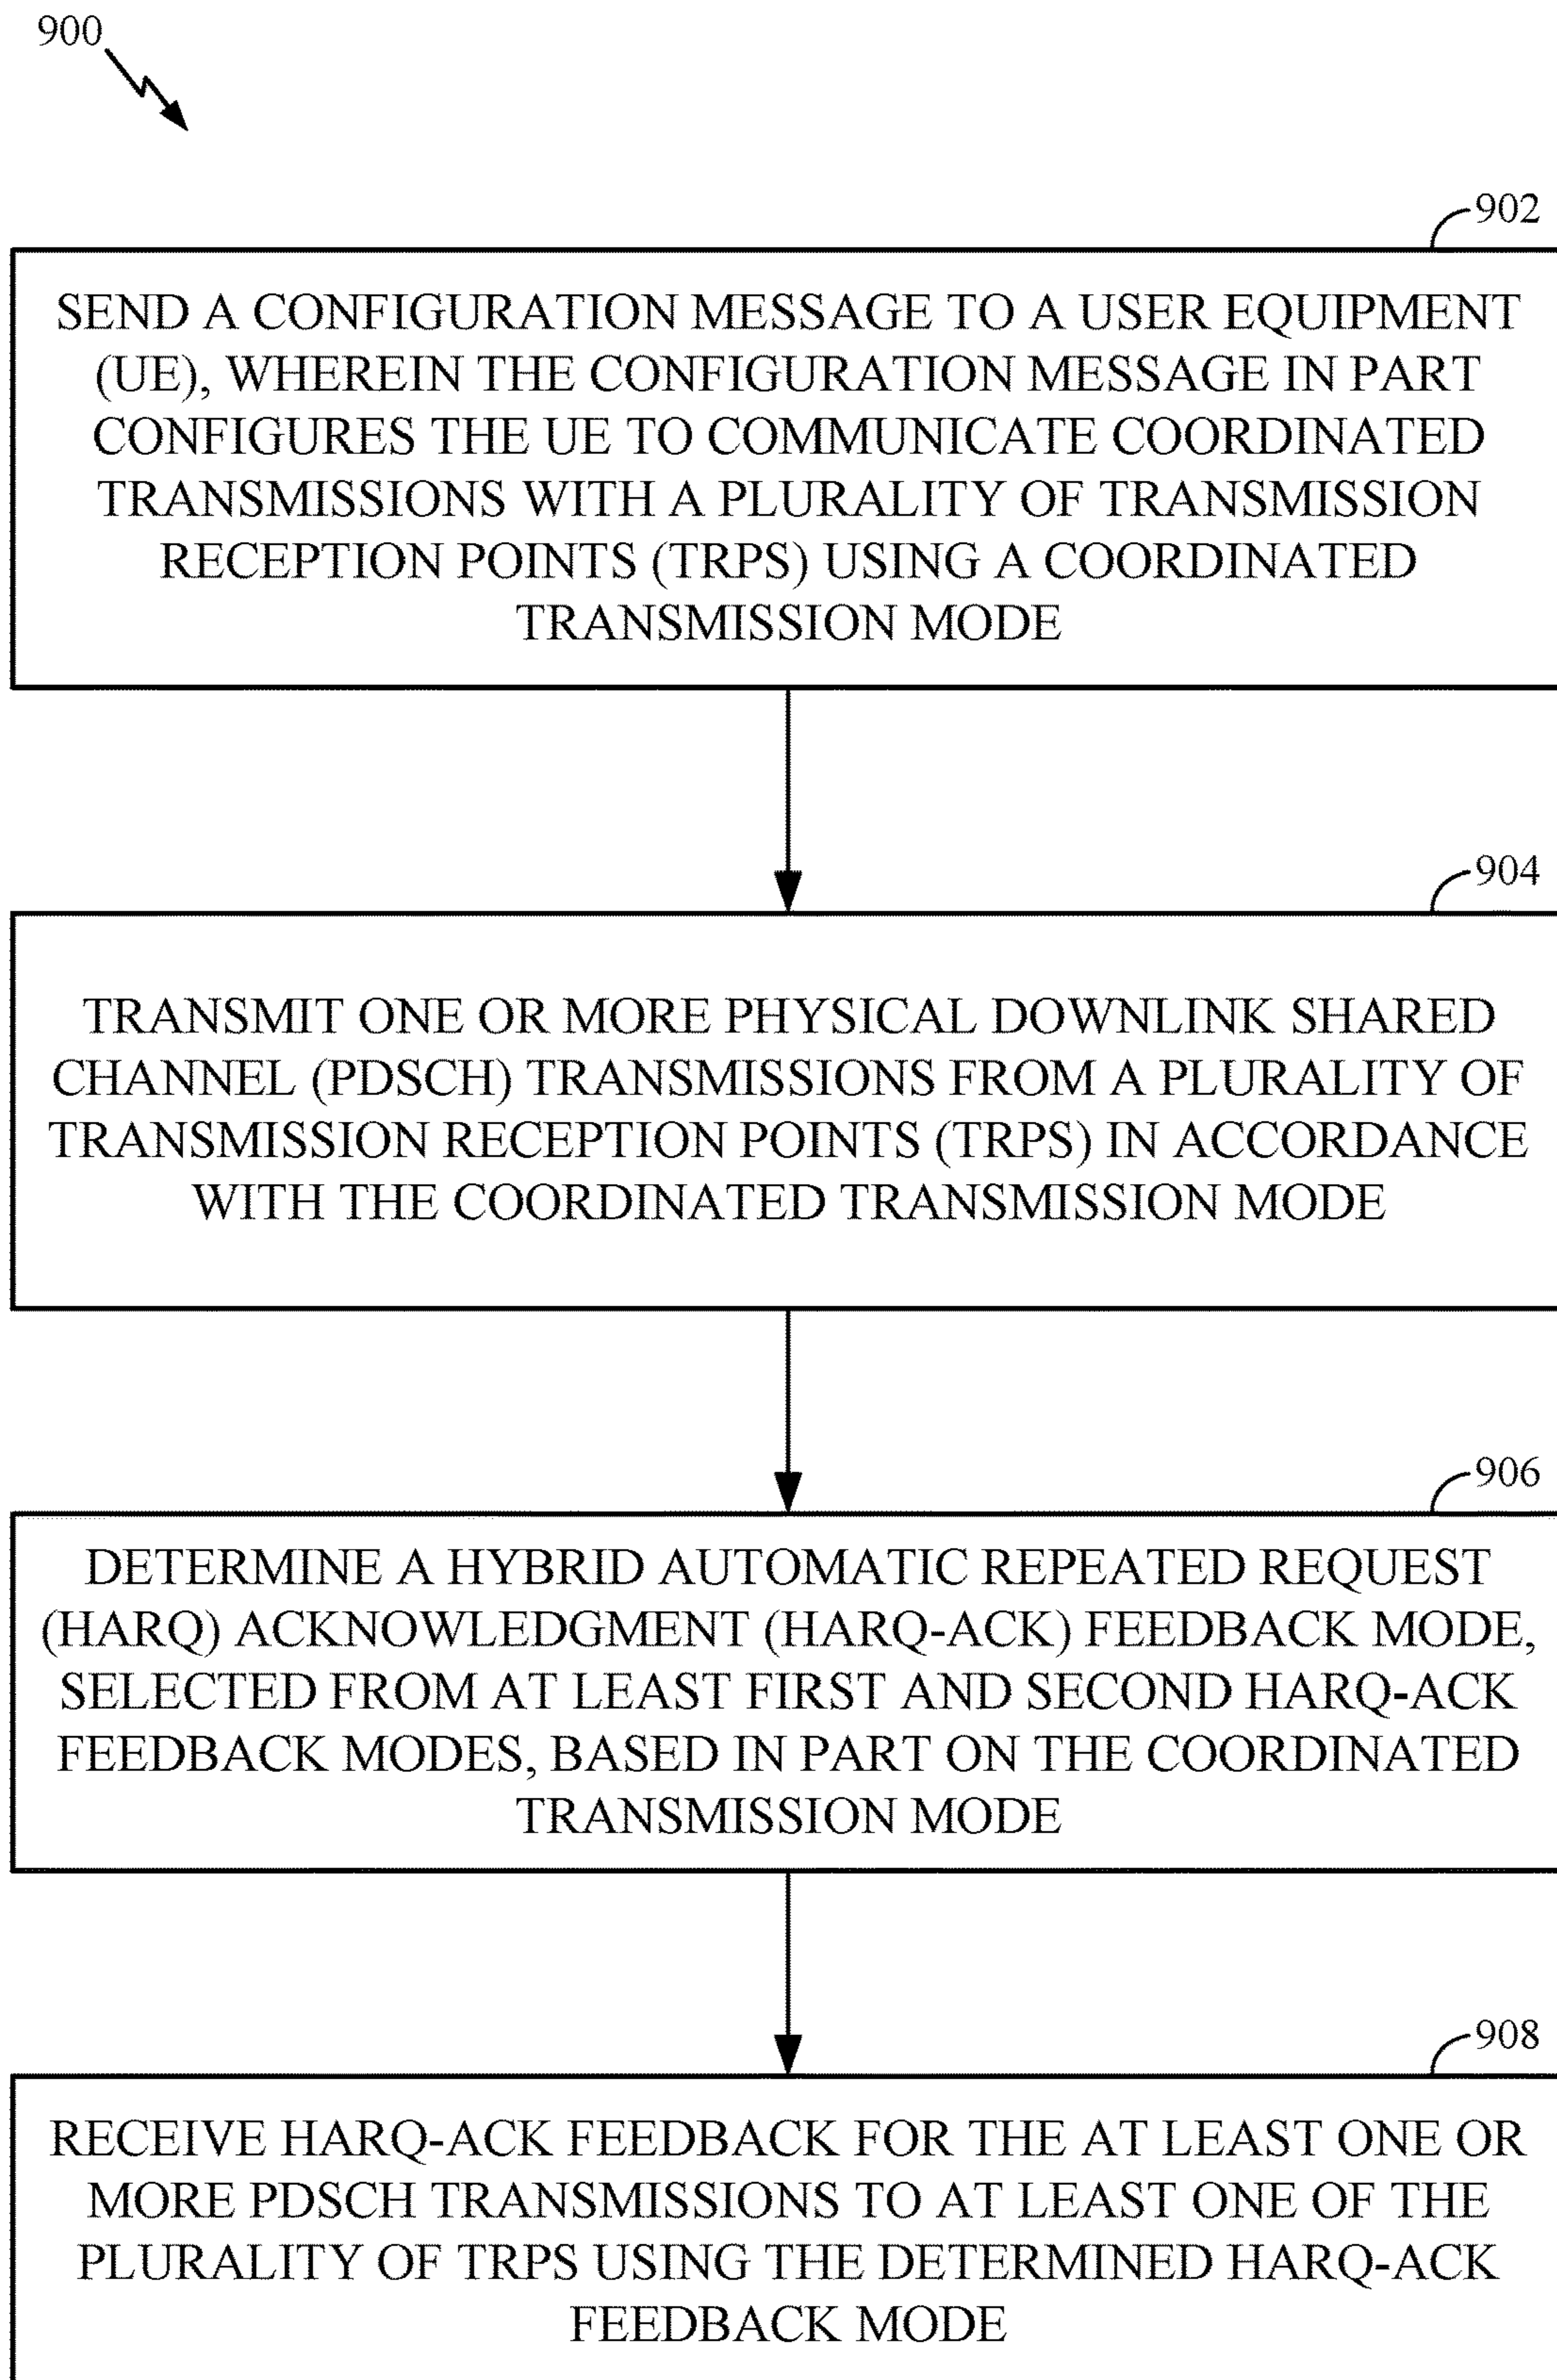 900
902
SEND A CONFIGURATION MESSAGE TO A USER EQUIPMENT
(UE), WHEREIN THE CONFIGURATION MESSAGE IN PART
CONFIGURES THE UE TO COMMUNICATE COORDINATED
TRANSMISSIONS WITH A PLURALITY OF TRANSMISSION
RECEPTION POINTS (TRPS) USING A COORDINATED
TRANSMISSION MODE
904
TRANSMIT ONE OR MORE PHYSICAL DOWNLINK SHARED
CHANNEL (PDSCH) TRANSMISSIONS FROM A PLURALITY OF
TRANSMISSION RECEPTION POINTS (TRPS) IN ACCORDANCE
WITH THE COORDINATED TRANSMISSION MODE
906
DETERMINE A HYBRID AUTOMATIC REPEATED REQUEST
(HARQ) ACKNOWLEDGMENT (HARQ-ACK) FEEDBACK MODE,
SELECTED FROM AT LEAST FIRST AND SECOND HARQ-ACK
FEEDBACK MODES, BASED IN PART ON THE COORDINATED
TRANSMISSION MODE
908
RECEIVE HARQ-ACK FEEDBACK FOR THE AT LEAST ONE OR
MORE PDSCH TRANSMISSIONS TO AT LEAST ONE OF THE
PLURALITY OF TRPS USING THE DETERMINED HARQ-ACK
FEEDBACK MODE